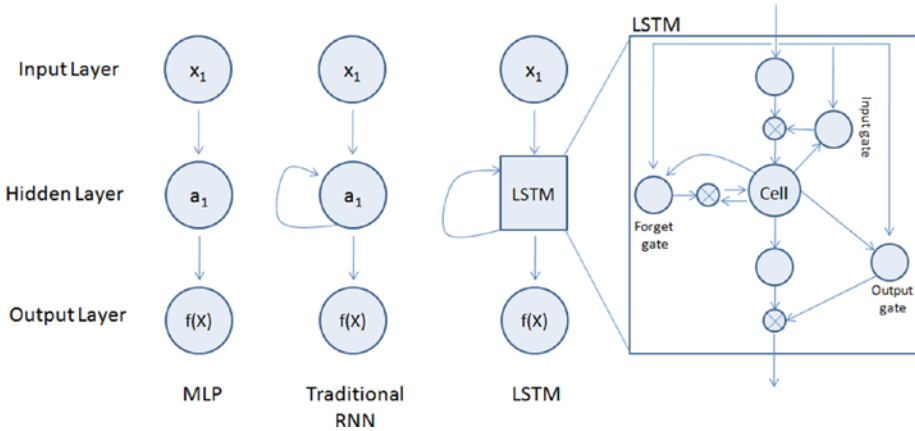 LSTM
Input Layer
x1
x1
x1
Input gate
Hidden Layer
a1
a1
LSTM
Cell
Forget
gate
Output Layer
f(X)
f(X)
f(X)
Output
gate
MLP
Traditional
RNN
LSTM